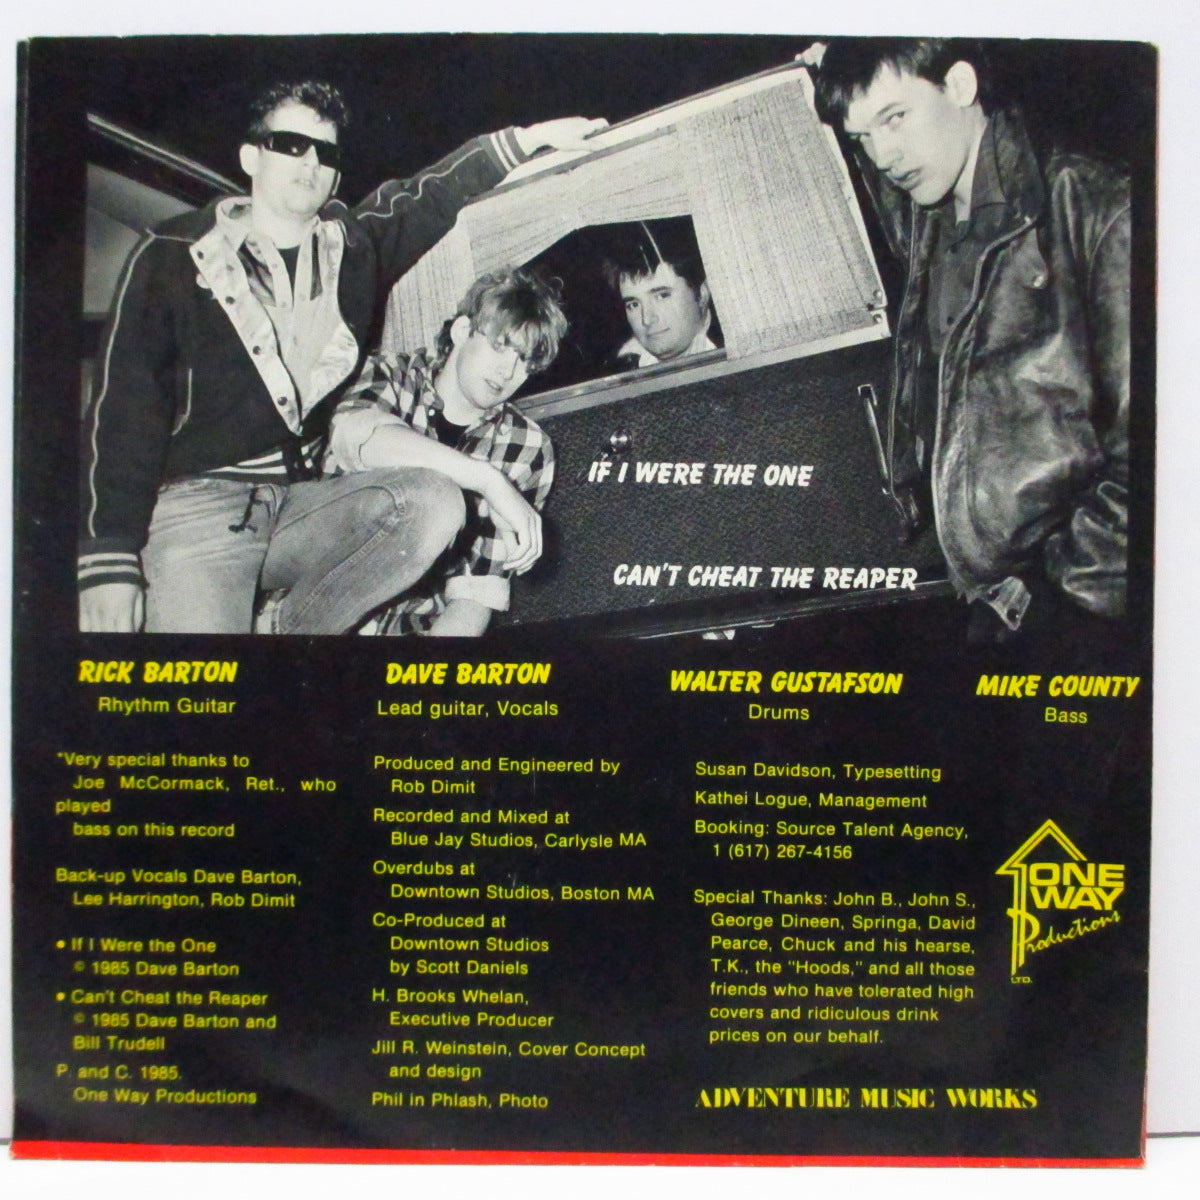 IF I WERE THE ONE
CAN'T CHEAT THE REAPER
RICK BARTON
Rhythm Guitar
*Very special thanks to
Joe McCormack, Ret., who
played
bass on this record
Back-up Vocals Dave Barton,
Lee Harrington, Rob Dimit
• If I Were the One
© 1985 Dave Barton
• Can't Cheat the Reaper
© 1985 Dave Barton and
Bill Trudell
P. and C. 1985.
One Way Productions
DAVE BARTON
Lead guitar, Vocals
Produced and Engineered by
Rob Dimit
Recorded and Mixed at
Blue Jay Studios, Carlysle MA
Overdubs at
Downtown Studios, Boston MA
Co-Produced at
Downtown Studios
by Scott Daniels
H. Brooks Whelan,
Executive Producer
Jill R. Weinstein, Cover Concept
and design
Phil in Phlash, Photo
WALTER GUSTAFSON
Drums
Susan Davidson, Typesetting
Kathei Logue, Management
Booking: Source Talent Agency,
1 (617) 267-4156
Special Thanks: John B., John S.,
George Dineen, Springa, David
Pearce, Chuck and his hearse,
T.K., the "Hoods," and all those
friends who have tolerated high
covers and ridiculous drink
prices on our behalf.
ADVENTURE MUSIC WORKS
MIKE COUNTY
Bass
ONE
WAY
Productions
LTD.